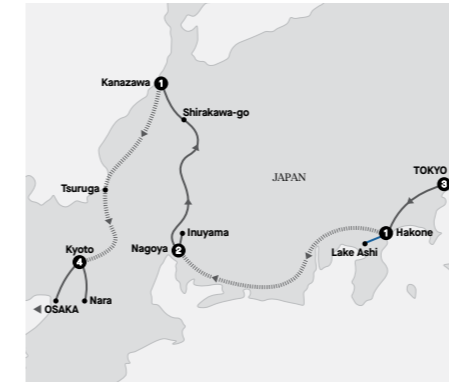 Kanazawa 1
Shirakawa-go
JAPAN
TOKYO
3
Tsuruga
Inuyama
1 Hakone
Kyoto
Nagoya 2
Lake Ashi
4
Nara
OSAKA